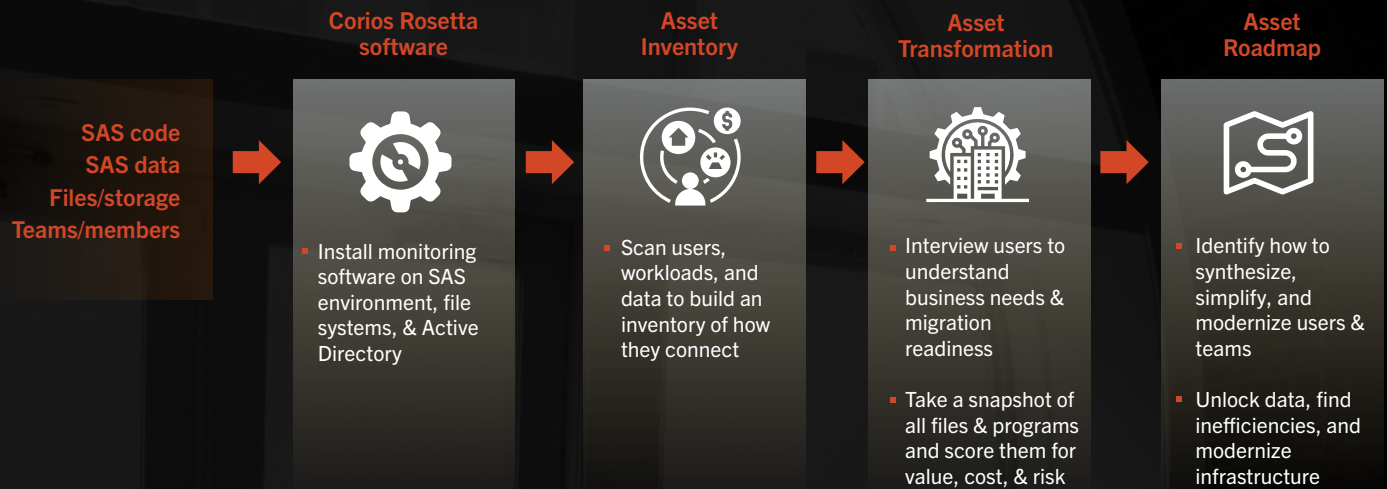 SAS code
SAS data
Files/storage
Teams/members
Corios Rosetta
software
▪ Install monitoring
software on SAS
environment, file
systems, & Active
Directory
Asset
Inventory
$
▪ Scan users,
workloads, and
data to build an
inventory of how
they connect
Asset
Transformation
▪ Interview users to
understand
business needs &
migration
readiness
▪ Take a snapshot of
all files & programs
and score them for
value, cost, & risk
Asset
Roadmap
▪ Identify how to
synthesize,
simplify, and
modernize users &
teams
▪ Unlock data, find
inefficiencies, and
modernize
infrastructure